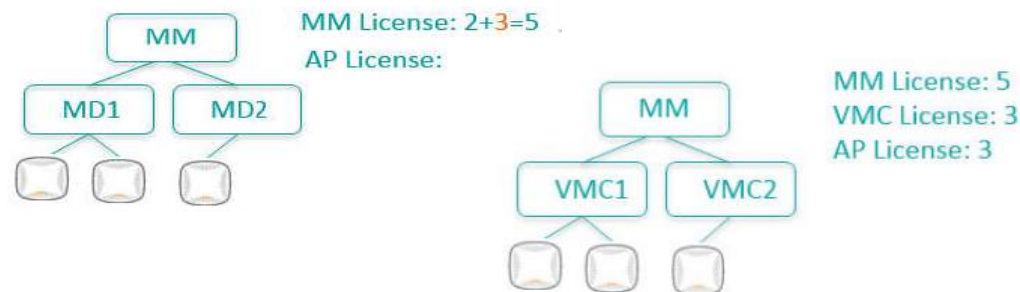 MM
MM License: 2+3=5
AP License:
MD1
MD2
MM
VMC1
VMC2
MM License: 5
VMC License: 3
AP License: 3